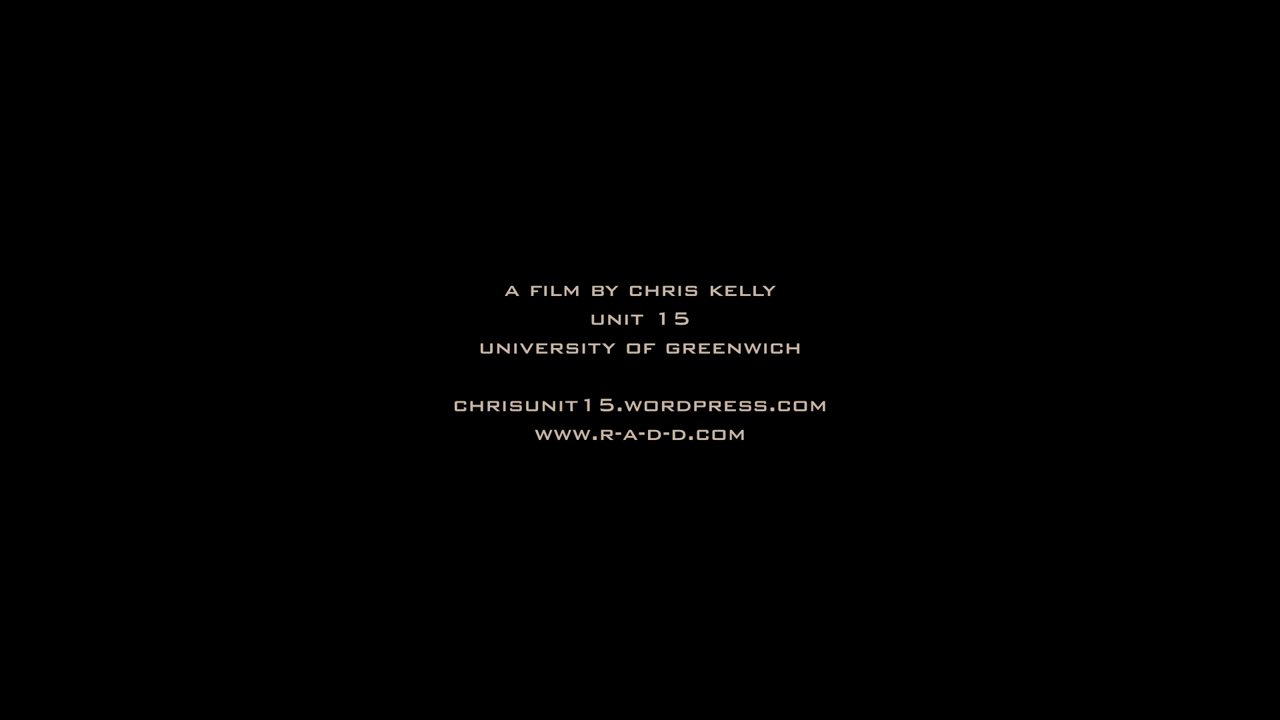 A FILM BY CHRIS KELLY
UNIT 15
UNIVERSITY OF GREENWICH
CHRISUNIT15.WORDPRESS.COM
WWW.R-A-D-D.COM